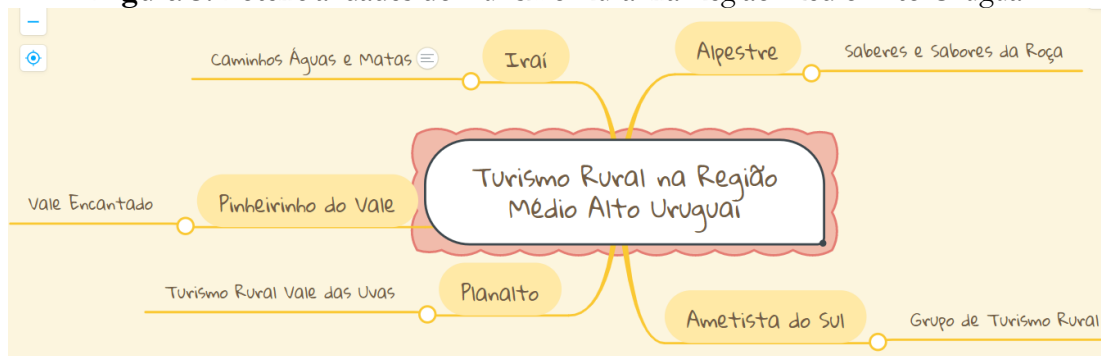 Iraí
Caminhos Águas e Matas
Alpestre
Saberes e Sabores da Roça
Turismo Rural na Região
Médio Alto Uruguai
Pinheirinho do Vale
Vale Encantado
Planalto
Turismo Rural Vale das Uvas
Ametista do Sul
Grupo de Turismo Rural